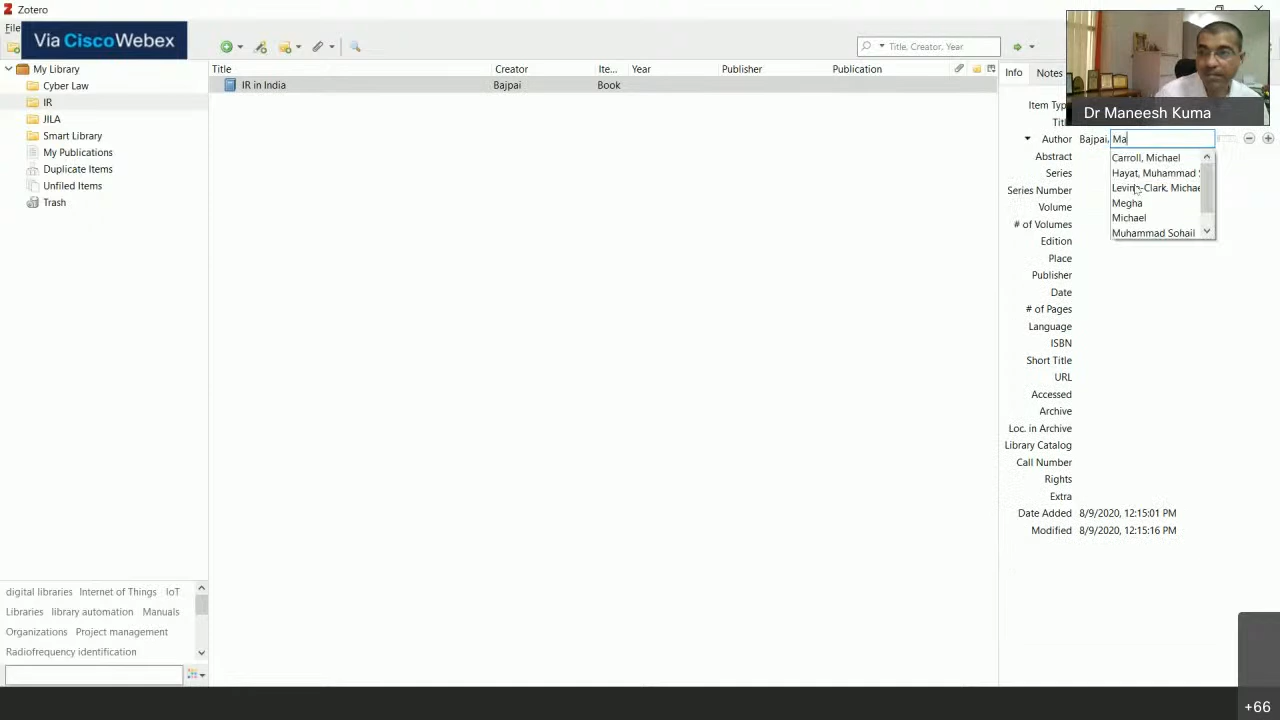 Zotero
File
Via CiscoWebex
Title, Creator, Year
My Library
Cyber Law
IR
JILA
Smart Library
My Publications
Duplicate Items
Unfiled Items
Trash
Title Creator Ite... Year Publisher Publication
IR in India Bajpai Book
Info Notes
Dr Maneesh Kuma
Item Typ
Titl
Author Bajpai, Ma
Carroll, Michael
Hayat, Muhammad S
Megha
Michael
Muhammad Sohail
Abstract
Series
Series Number
Volume
# of Volumes
Edition
Place
Publisher
Date
# of Pages
Language
ISBN
Short Title
URL
Accessed
Archive
Loc. in Archive
Library Catalog
Call Number
Rights
Extra
Date Added 8/9/2020, 12:15:01 PM
Modified 8/9/2020, 12:15:16 PM
digital libraries Internet of Things IoT
Libraries library automation Manuals
Organizations Project management
Radiofrequency identification
+66